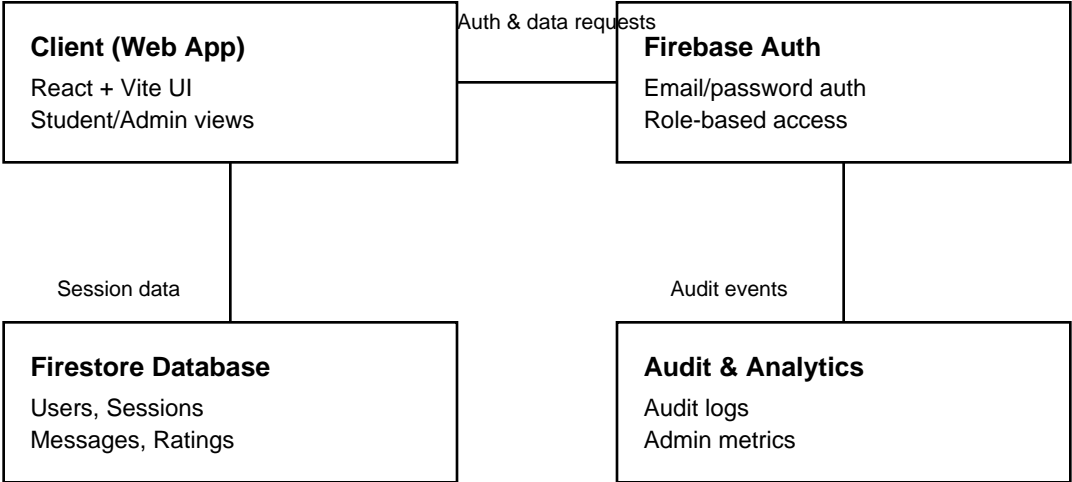 Auth & data requests
Client (Web App)
React + Vite UI
Student/Admin views
Firebase Auth
Email/password auth
Role-based access
Session data
Audit events
Firestore Database
Users, Sessions
Messages, Ratings
Audit & Analytics
Audit logs
Admin metrics